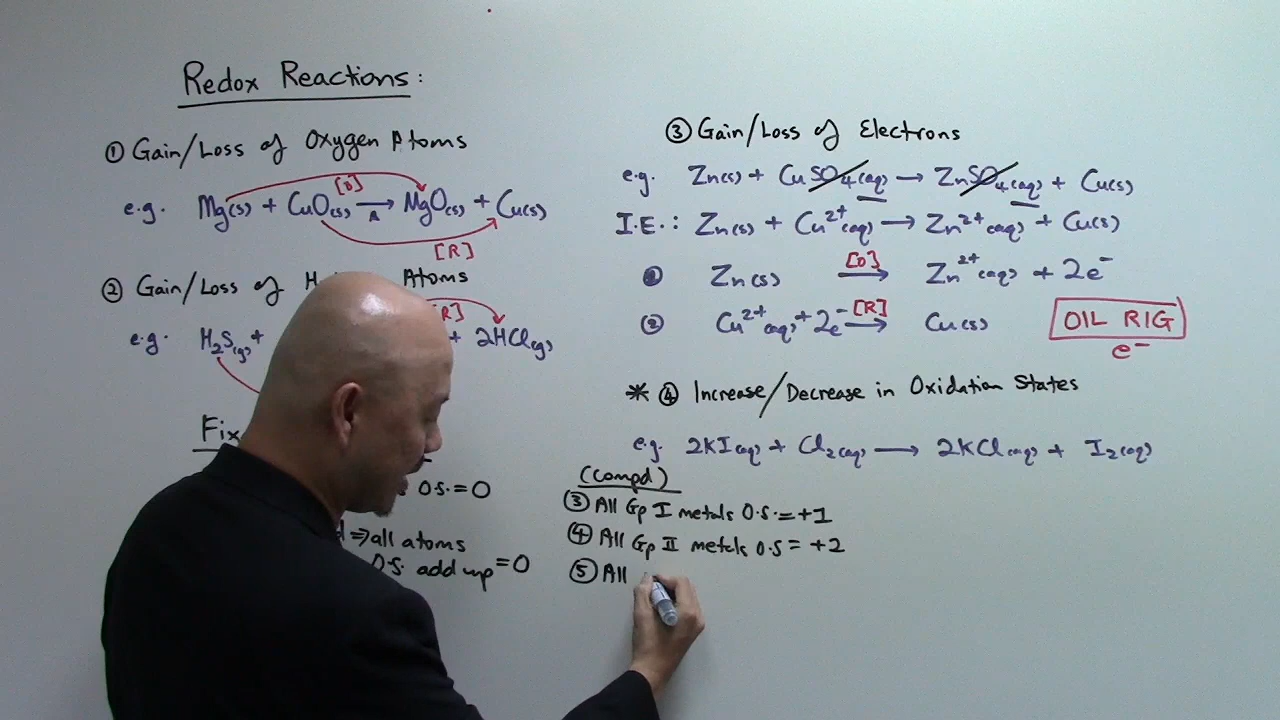 Redox Reactions:
① Gain/Loss of Oxygen Atoms
e.g. Mg(s) + CuO(s) → MgO(s) + Cu(s)
[O]
Δ
[R]
② Gain/Loss of Atoms
e.g. H₂S(g) + + 2HCl(g)
③ Gain/Loss of Electrons
e.g. Zn(s) + CuSO₄(aq) → ZnSO₄(aq) + Cu(s)
I.E.: Zn(s) + Cu²⁺(aq) → Zn²⁺(aq) + Cu(s)
① Zn(s) [O] → Zn²⁺(aq) + 2e⁻
② Cu²⁺(aq) + 2e⁻ [R] → Cu(s)
OIL RIG
e⁻
* ④ Increase/Decrease in Oxidation States
e.g. 2KI(aq) + Cl₂(aq) → 2KCl(aq) + I₂(aq)
O.S. = 0
⇒ all atoms
O.S. add up = 0
(Compd)
③ All Gp I metals O.S. = +1
④ All Gp II metals O.S = +2
⑤ All